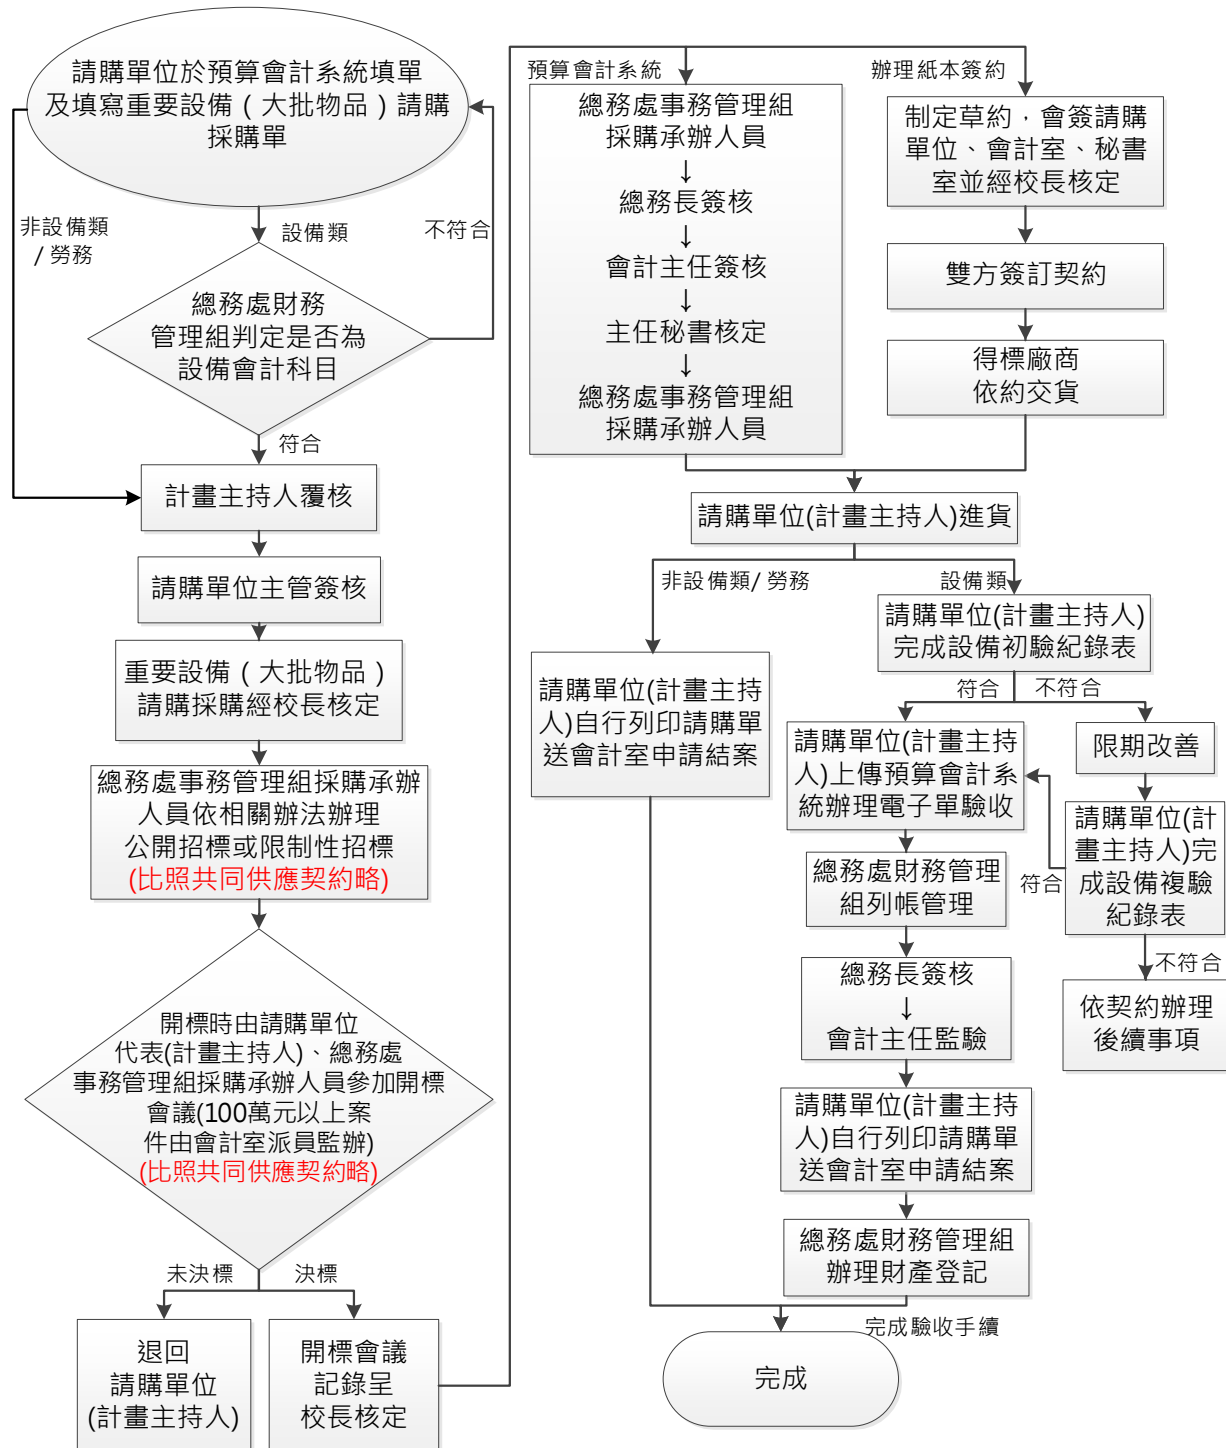 請購單位於預算會計系統填單
及填寫重要設備（大批物品）請購
採購單
非設備類
/ 勞務
設備類
不符合
總務處財務
管理組判定是否為
設備會計科目
符合
計畫主持人覆核
請購單位主管簽核
重要設備（大批物品）
請購採購經校長核定
總務處事務管理組採購承辦
人員依相關辦法辦理
公開招標或限制性招標
(比照共同供應契約略)
開標時由請購單位
代表(計畫主持人)、總務處
事務管理組採購承辦人員參加開標
會議(100萬元以上案
件由會計室派員監辦)
(比照共同供應契約略)
未決標
決標
退回
請購單位
(計畫主持人)
開標會議
記錄呈
校長核定
預算會計系統
總務處事務管理組
採購承辦人員
↓
總務長簽核
↓
會計主任簽核
↓
主任秘書核定
↓
總務處事務管理組
採購承辦人員
辦理紙本簽約
制定草約，會簽請購
單位、會計室、秘書
室並經校長核定
雙方簽訂契約
得標廠商
依約交貨
請購單位(計畫主持人)進貨
非設備類/ 勞務
設備類
請購單位(計畫主持
人)自行列印請購單
送會計室申請結案
請購單位(計畫主持人)
完成設備初驗紀錄表
符合
不符合
請購單位(計畫主持
人)上傳預算會計系
統辦理電子單驗收
限期改善
請購單位(計
畫主持人)完
成設備複驗
紀錄表
符合
不符合
依契約辦理
後續事項
總務處財務管理
組列帳管理
總務長簽核
↓
會計主任監驗
請購單位(計畫主持
人)自行列印請購單
送會計室申請結案
總務處財務管理組
辦理財產登記
完成驗收手續
完成